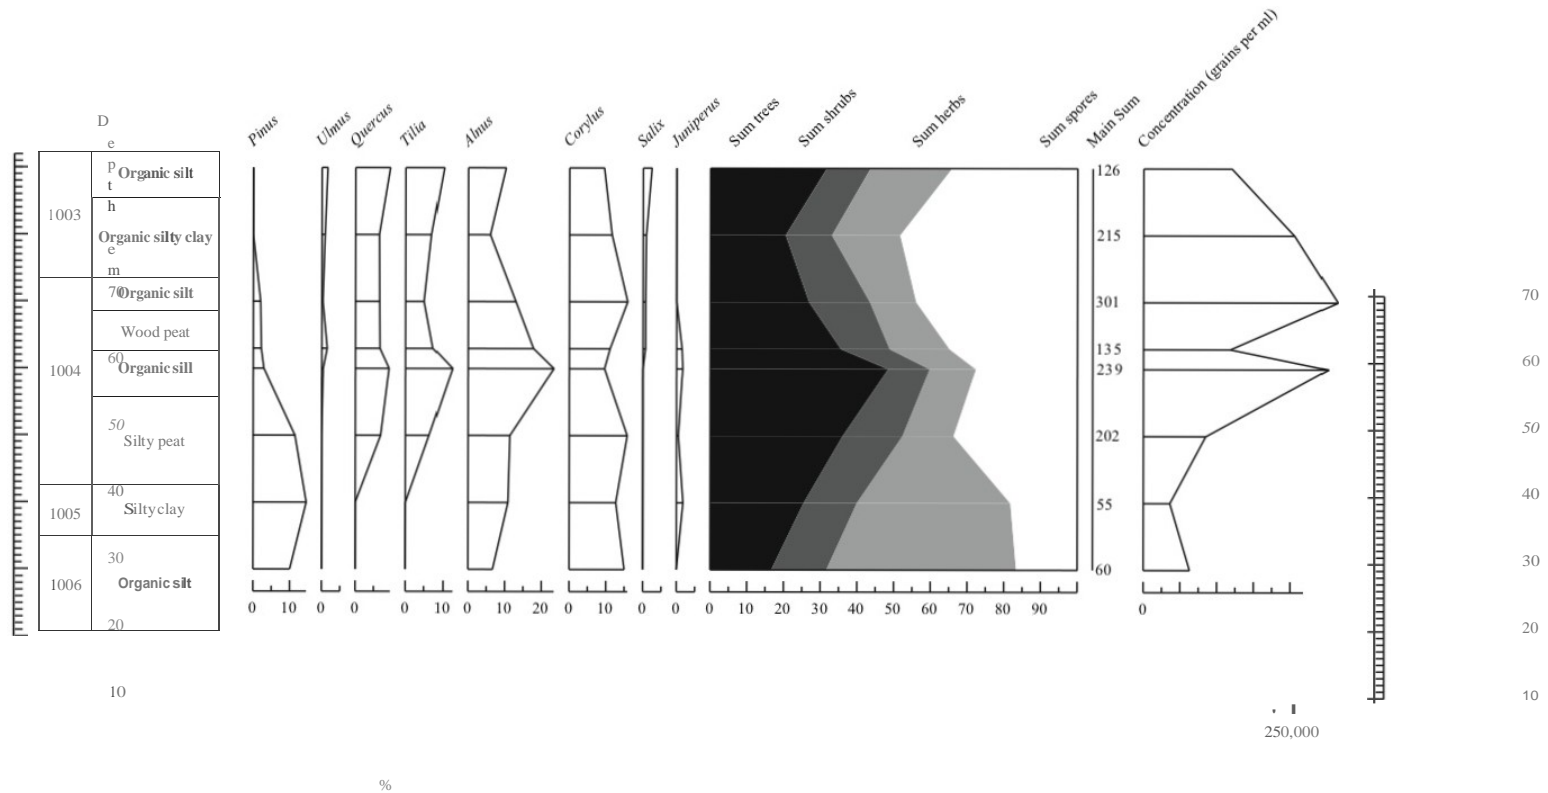 Pinus Ulmus Quercus Tilia Alnus Corylus Salix Juniperus Sum trees Sum shrubs Sum herbs Sum spores Main Sum Concentration (grains per ml)
D
e
p
t
h
e
m
Organic silt
126
1003
Organic silty clay
215
70
Organic silt
301
70
Wood peat
135
60
Organic sill
60
1004
239
50
Silty peat
202
50
40
40
1005
Silty clay
55
30
30
1006
Organic silt
60
0 10 0 0 0 10 0 10 20 0 10 0 0 0 10 20 30 40 50 60 70 80 90 0
20
20
10
10
250,000
%